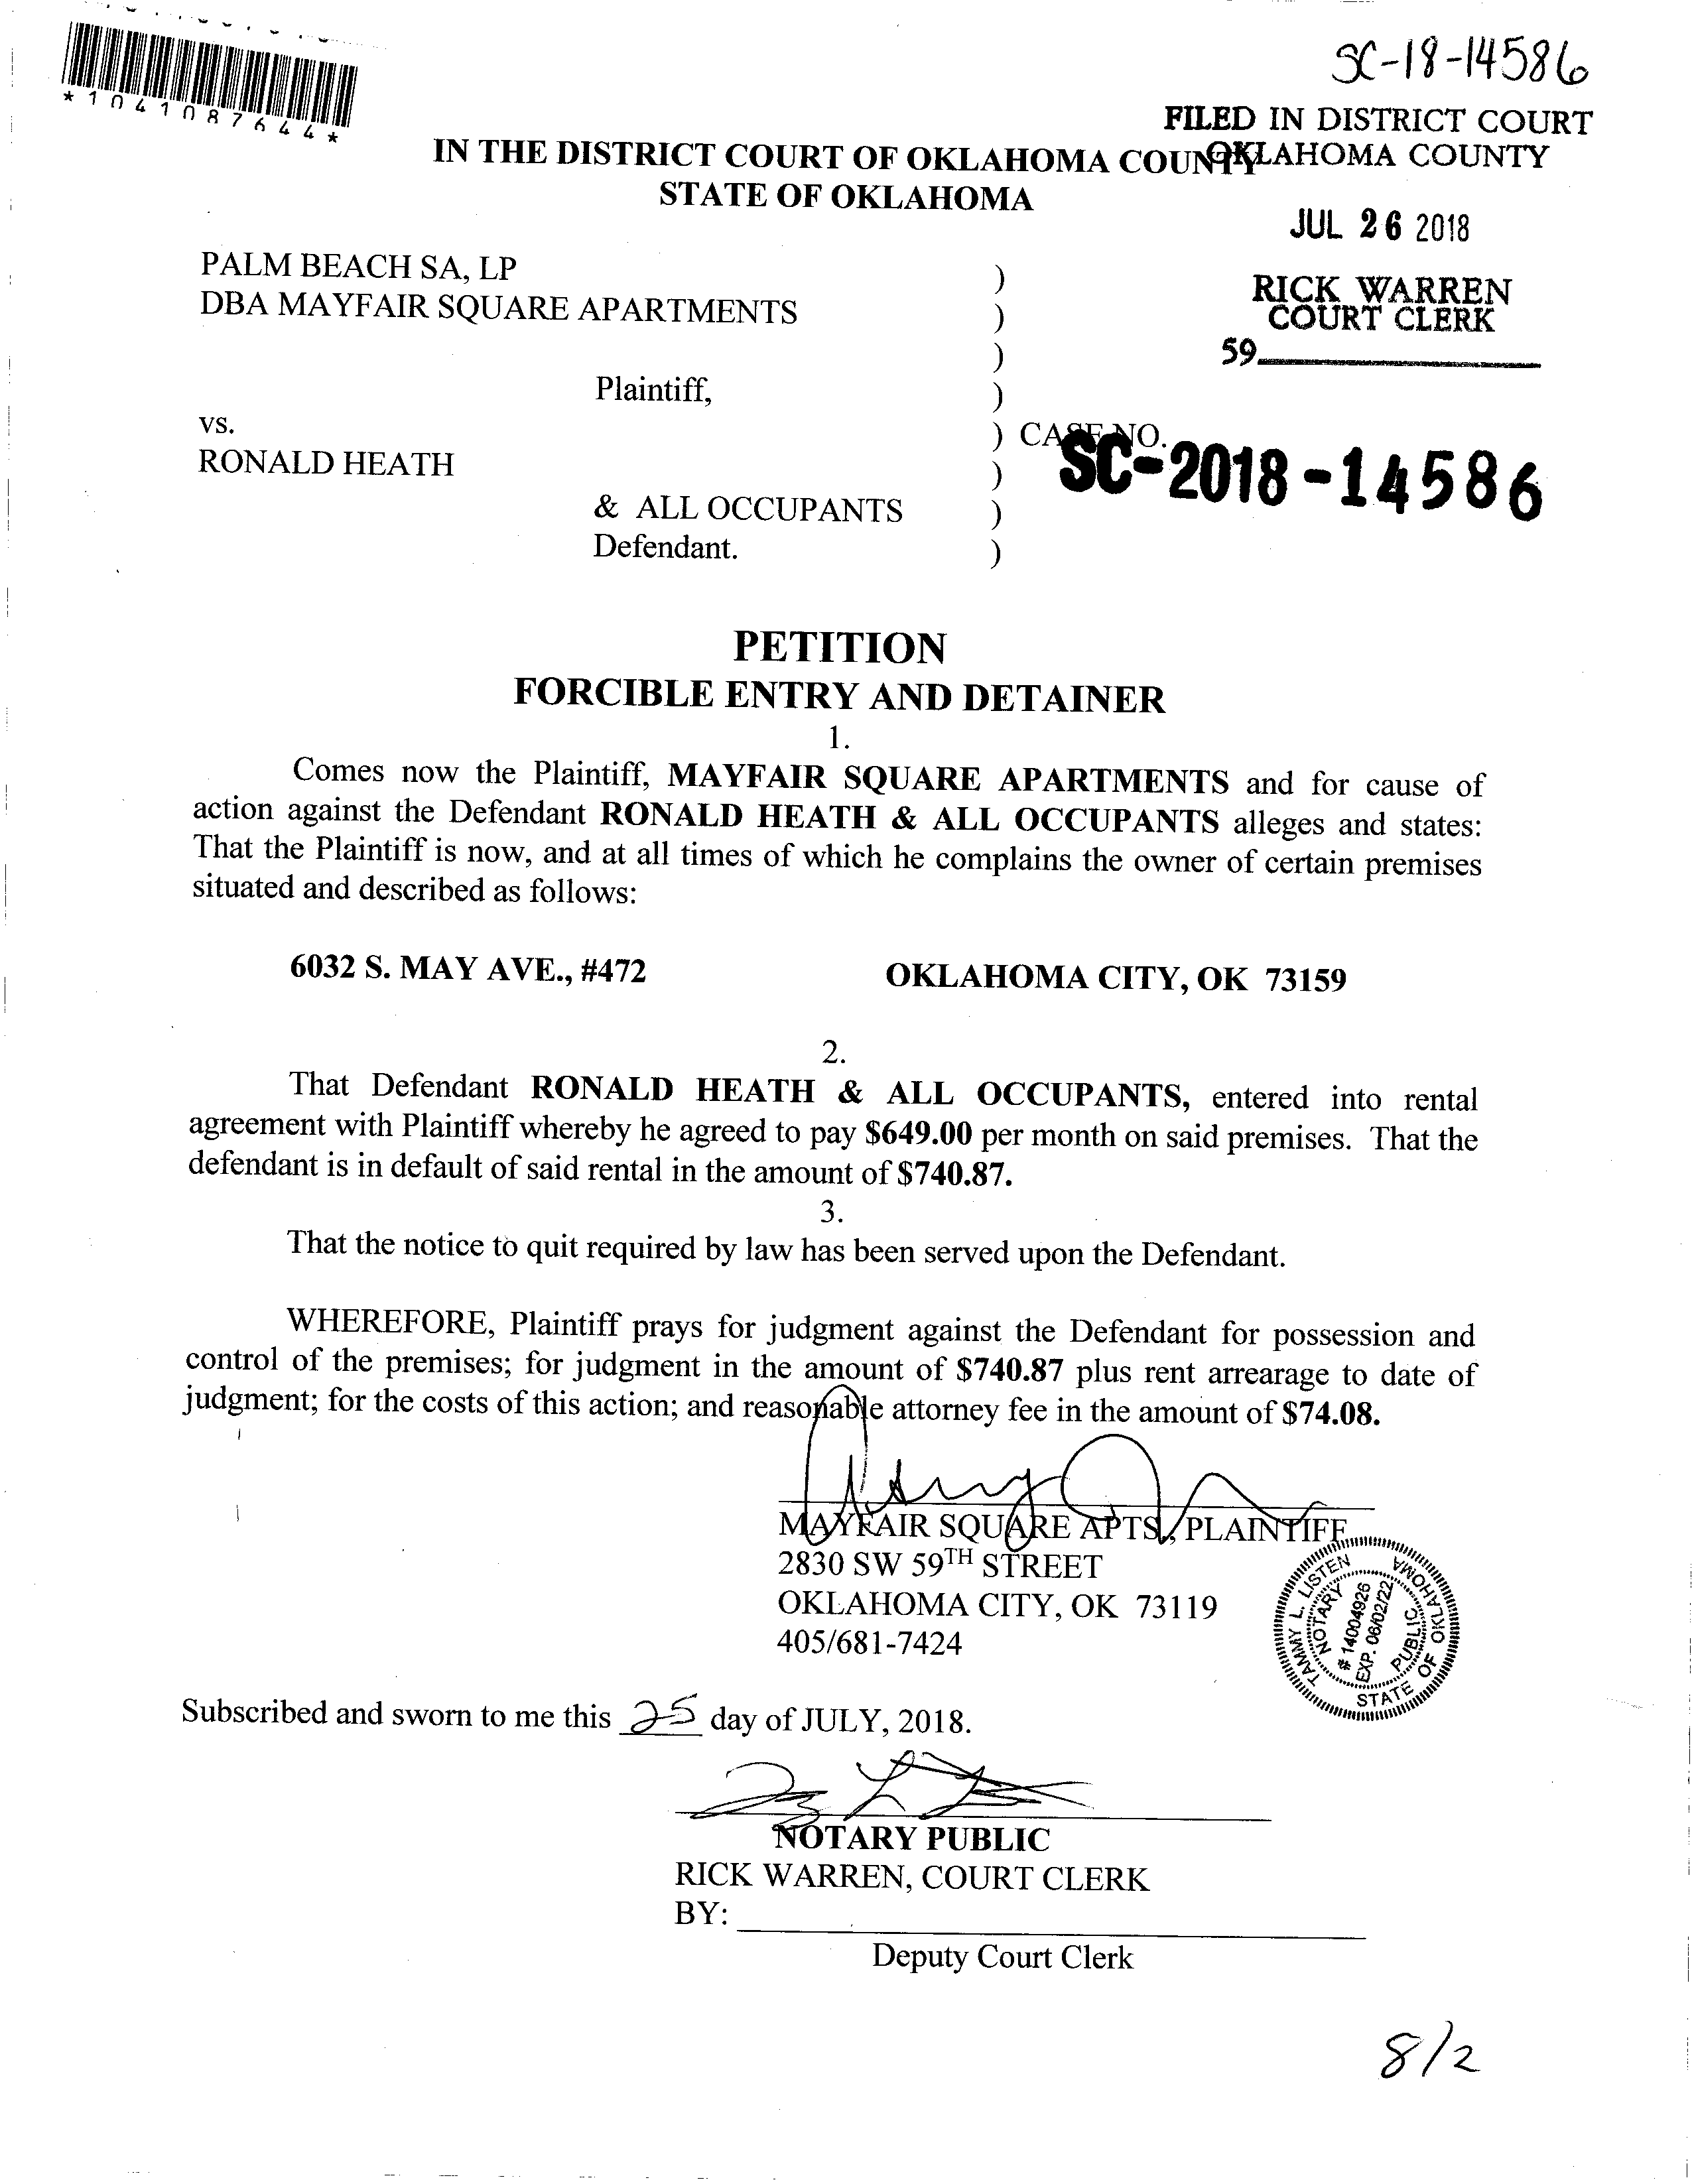 SC-18-14586
*1041087644*
FILED IN DISTRICT COURT
OKLAHOMA COUNTY
IN THE DISTRICT COURT OF OKLAHOMA COUNTY
STATE OF OKLAHOMA
JUL 26 2018
RICK WARREN
COURT CLERK
59
PALM BEACH SA, LP )
DBA MAYFAIR SQUARE APARTMENTS )
)
Plaintiff, )
vs. ) CASE NO.
SC-2018-14586
RONALD HEATH )
& ALL OCCUPANTS )
Defendant. )
PETITION
FORCIBLE ENTRY AND DETAINER
1.
Comes now the Plaintiff, MAYFAIR SQUARE APARTMENTS and for cause of
action against the Defendant RONALD HEATH & ALL OCCUPANTS alleges and states:
That the Plaintiff is now, and at all times of which he complains the owner of certain premises
situated and described as follows:
6032 S. MAY AVE., #472 OKLAHOMA CITY, OK 73159
2.
That Defendant RONALD HEATH & ALL OCCUPANTS, entered into rental
agreement with Plaintiff whereby he agreed to pay $649.00 per month on said premises. That the
defendant is in default of said rental in the amount of $740.87.
3.
That the notice to quit required by law has been served upon the Defendant.
WHEREFORE, Plaintiff prays for judgment against the Defendant for possession and
control of the premises; for judgment in the amount of $740.87 plus rent arrearage to date of
judgment; for the costs of this action; and reasonable attorney fee in the amount of $74.08.
MAYFAIR SQUARE APTS., PLAINTIFF
2830 SW 59TH STREET
OKLAHOMA CITY, OK 73119
405/681-7424
TAMMY L. LISTEN
NOTARY
# 14004926
EXP. 06/02/22
PUBLIC
STATE OF OKLAHOMA
Subscribed and sworn to me this 25 day of JULY, 2018.
NOTARY PUBLIC
RICK WARREN, COURT CLERK
BY:
Deputy Court Clerk
8/2